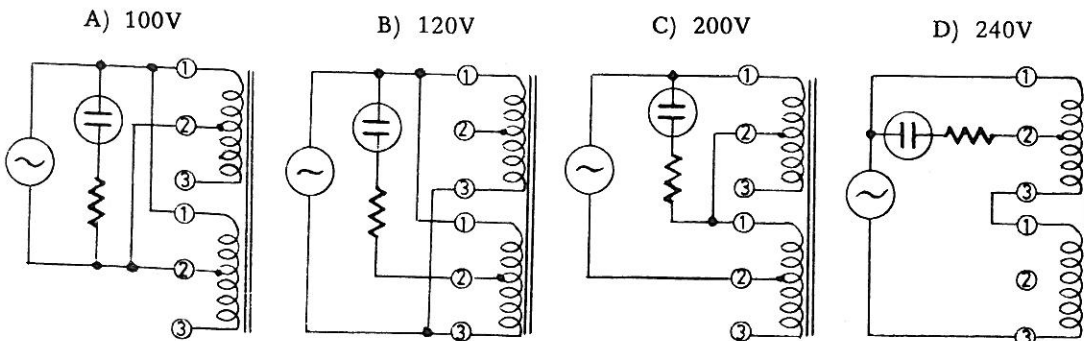 A) 100V
① ② ③ ① ② ③
B) 120V
① ② ③ ① ② ③
C) 200V
① ② ③ ① ② ③
D) 240V
① ② ③ ① ② ③